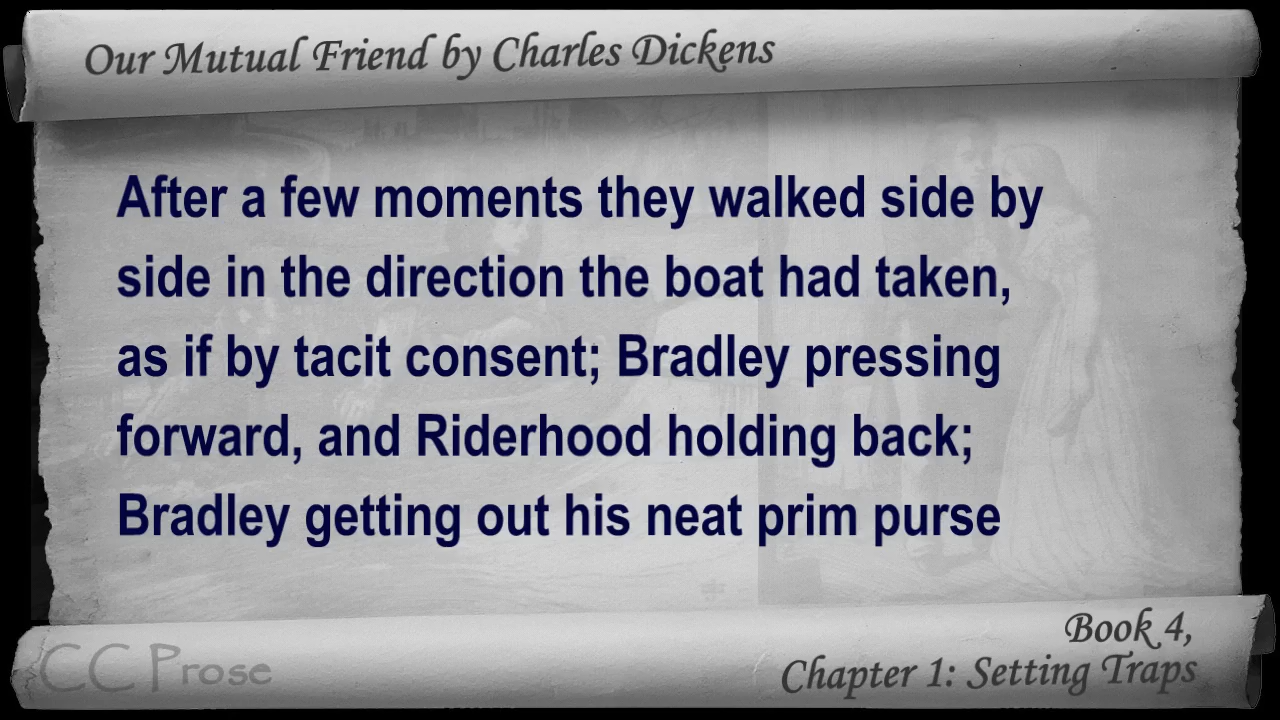 Our Mutual Friend by Charles Dickens
After a few moments they walked side by
side in the direction the boat had taken,
as if by tacit consent; Bradley pressing
forward, and Riderhood holding back;
Bradley getting out his neat prim purse
Book 4,
Chapter 1: Setting Traps
CC Prose